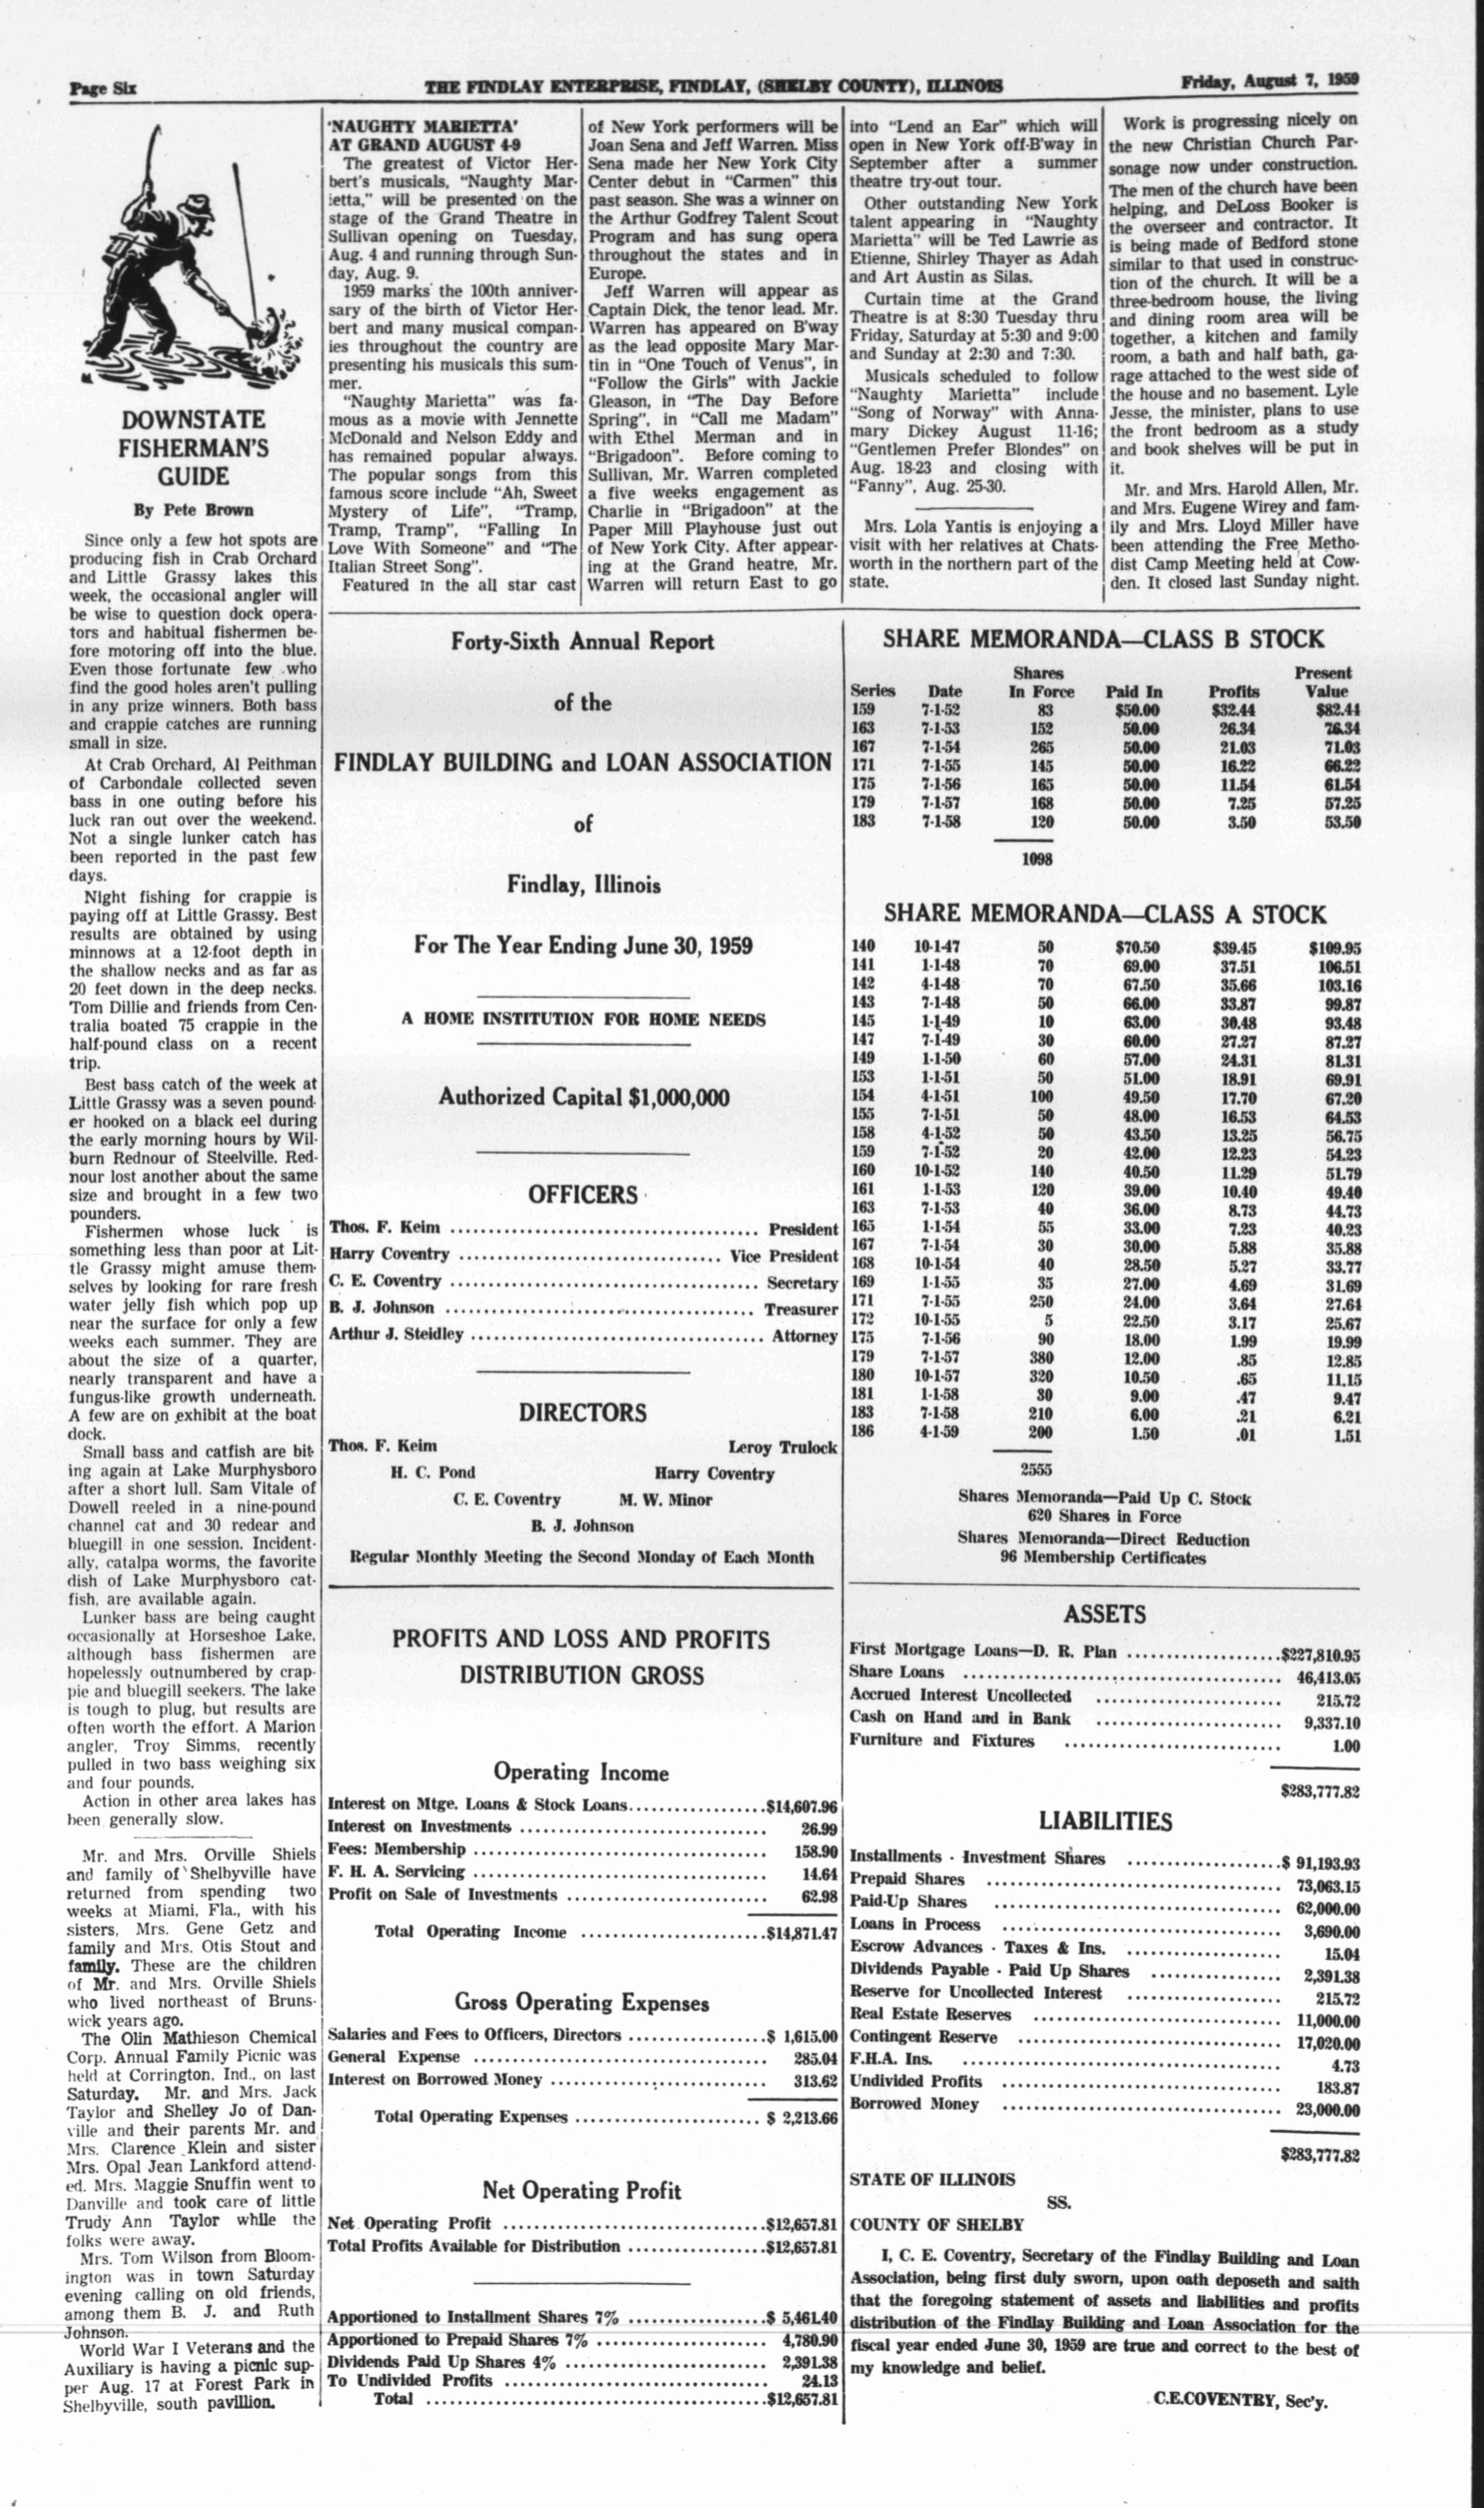 Page Six
THE FINDLAY ENTERPRISE, FINDLAY, (SHELBY COUNTY), ILLINOIS
Friday, August 7, 1959
DOWNSTATE
FISHERMAN'S
GUIDE
By Pete Brown
Since only a few hot spots are
producing fish in Crab Orchard
and Little Grassy lakes this
week, the occasional angler will
be wise to question dock opera-
tors and habitual fishermen be-
fore motoring off into the blue.
Even those fortunate few who
find the good holes aren't pulling
in any prize winners. Both bass
and crappie catches are running
small in size.
At Crab Orchard, Al Peithman
of Carbondale collected seven
bass in one outing before his
luck ran out over the weekend.
Not a single lunker catch has
been reported in the past few
days.
Night fishing for crappie is
paying off at Little Grassy. Best
results are obtained by using
minnows at a 12-foot depth in
the shallow necks and as far as
20 feet down in the deep necks.
Tom Dillie and friends from Cen-
tralia boated 75 crappie in the
half-pound class on a recent
trip.
Best bass catch of the week at
Little Grassy was a seven pound-
er hooked on a black eel during
the early morning hours by Wil-
burn Rednour of Steelville. Red-
nour lost another about the same
size and brought in a few two
pounders.
Fishermen whose luck is
something less than poor at Lit-
tle Grassy might amuse them-
selves by looking for rare fresh
water jelly fish which pop up
near the surface for only a few
weeks each summer. They are
about the size of a quarter,
nearly transparent and have a
fungus-like growth underneath.
A few are on exhibit at the boat
dock.
Small bass and catfish are bit-
ing again at Lake Murphysboro
after a short lull. Sam Vitale of
Dowell reeled in a nine-pound
channel cat and 30 redear and
bluegill in one session. Incident-
ally, catalpa worms, the favorite
dish of Lake Murphysboro cat-
fish, are available again.
Lunker bass are being caught
occasionally at Horseshoe Lake,
although bass fishermen are
hopelessly outnumbered by crap-
pie and bluegill seekers. The lake
is tough to plug, but results are
often worth the effort. A Marion
angler, Troy Simms, recently
pulled in two bass weighing six
and four pounds.
Action in other area lakes has
been generally slow.
Mr. and Mrs. Orville Shiels
and family of Shelbyville have
returned from spending two
weeks at Miami, Fla., with his
sisters, Mrs. Gene Getz and
family and Mrs. Otis Stout and
family. These are the children
of Mr. and Mrs. Orville Shiels
who lived northeast of Bruns-
wick years ago.
The Olin Mathieson Chemical
Corp. Annual Family Picnic was
held at Corrington, Ind., on last
Saturday. Mr. and Mrs. Jack
Taylor and Shelley Jo of Dan-
ville and their parents Mr. and
Mrs. Clarence Klein and sister
Mrs. Opal Jean Lankford attend-
ed. Mrs. Maggie Snuffin went to
Danville and took care of little
Trudy Ann Taylor while the
folks were away.
Mrs. Tom Wilson from Bloom-
ington was in town Saturday
evening calling on old friends,
among them B. J. and Ruth
Johnson.
World War I Veterans and the
Auxiliary is having a picnic sup-
per Aug. 17 at Forest Park in
Shelbyville, south pavillion.
'NAUGHTY MARIETTA'
AT GRAND AUGUST 4-9
The greatest of Victor Her-
bert's musicals, "Naughty Mar-
ietta," will be presented on the
stage of the Grand Theatre in
Sullivan opening on Tuesday,
Aug. 4 and running through Sun-
day, Aug. 9.
1959 marks the 100th anniver-
sary of the birth of Victor Her-
bert and many musical compan-
ies throughout the country are
presenting his musicals this sum-
mer.
"Naughty Marietta" was fa-
mous as a movie with Jennette
McDonald and Nelson Eddy and
has remained popular always.
The popular songs from this
famous score include "Ah, Sweet
Mystery of Life", "Tramp,
Tramp, Tramp", "Falling In
Love With Someone" and "The
Italian Street Song".
Featured in the all star cast
of New York performers will be
Joan Sena and Jeff Warren. Miss
Sena made her New York City
Center debut in "Carmen" this
past season. She was a winner on
the Arthur Godfrey Talent Scout
Program and has sung opera
throughout the states and in
Europe.
Jeff Warren will appear as
Captain Dick, the tenor lead. Mr.
Warren has appeared on B'way
as the lead opposite Mary Mar-
tin in "One Touch of Venus", in
"Follow the Girls" with Jackie
Gleason, in "The Day Before
Spring", in "Call me Madam"
with Ethel Merman and in
"Brigadoon". Before coming to
Sullivan, Mr. Warren completed
a five weeks engagement as
Charlie in "Brigadoon" at the
Paper Mill Playhouse just out
of New York City. After appear-
ing at the Grand heatre, Mr.
Warren will return East to go
into "Lend an Ear" which will
open in New York off-B'way in
September after a summer
theatre try-out tour.
Other outstanding New York
talent appearing in "Naughty
Marietta" will be Ted Lawrie as
Etienne, Shirley Thayer as Adah
and Art Austin as Silas.
Curtain time at the Grand
Theatre is at 8:30 Tuesday thru
Friday, Saturday at 5:30 and 9:00
and Sunday at 2:30 and 7:30.
Musicals scheduled to follow
"Naughty Marietta" include
"Song of Norway" with Anna-
mary Dickey August 11-16;
"Gentlemen Prefer Blondes" on
Aug. 18-23 and closing with
"Fanny", Aug. 25-30.
Mrs. Lola Yantis is enjoying a
visit with her relatives at Chats-
worth in the northern part of the
state.
Work is progressing nicely on
the new Christian Church Par-
sonage now under construction.
The men of the church have been
helping, and DeLoss Booker is
the overseer and contractor. It
is being made of Bedford stone
similar to that used in construc-
tion of the church. It will be a
three-bedroom house, the living
and dining room area will be
together, a kitchen and family
room, a bath and half bath, ga-
rage attached to the west side of
the house and no basement. Lyle
Jesse, the minister, plans to use
the front bedroom as a study
and book shelves will be put in
it.
Mr. and Mrs. Harold Allen, Mr.
and Mrs. Eugene Wirey and fam-
ily and Mrs. Lloyd Miller have
been attending the Free Metho-
dist Camp Meeting held at Cow-
den. It closed last Sunday night.
Forty-Sixth Annual Report
of the
FINDLAY BUILDING and LOAN ASSOCIATION
of
Findlay, Illinois
For The Year Ending June 30, 1959
A HOME INSTITUTION FOR HOME NEEDS
Authorized Capital $1,000,000
OFFICERS
Thos. F. Keim ........ President
Harry Coventry ........ Vice President
C. E. Coventry ........ Secretary
B. J. Johnson ........ Treasurer
Arthur J. Steidley ........ Attorney
DIRECTORS
Thos. F. Keim Leroy Trulock
H. C. Pond Harry Coventry
C. E. Coventry M. W. Minor
B. J. Johnson
Regular Monthly Meeting the Second Monday of Each Month
PROFITS AND LOSS AND PROFITS
DISTRIBUTION GROSS
Operating Income
Interest on Mtge. Loans & Stock Loans........$14,607.96
Interest on Investments ........ 26.99
Fees: Membership ........ 158.90
F. H. A. Servicing ........ 14.64
Profit on Sale of Investments ........ 62.98
Total Operating Income ........$14,871.47
Gross Operating Expenses
Salaries and Fees to Officers, Directors ........$ 1,615.00
General Expense ........ 285.04
Interest on Borrowed Money ........ 313.62
Total Operating Expenses ........ $ 2,213.66
Net Operating Profit
Net Operating Profit ........$12,657.81
Total Profits Available for Distribution ........$12,657.81
Apportioned to Installment Shares 7% ........$ 5,461.40
Apportioned to Prepaid Shares 7% ........ 4,780.90
Dividends Paid Up Shares 4% ........ 2,391.38
To Undivided Profits ........ 24.13
Total ........$12,657.81
SHARE MEMORANDA—CLASS B STOCK
Shares Present
Series Date In Force Paid In Profits Value
159 7-1-52 83 $50.00 $32.44 $82.44
163 7-1-53 152 50.00 26.34 76.34
167 7-1-54 265 50.00 21.03 71.03
171 7-1-55 145 50.00 16.22 66.22
175 7-1-56 165 50.00 11.54 61.54
179 7-1-57 168 50.00 7.25 57.25
183 7-1-58 120 50.00 3.50 53.50
1098
SHARE MEMORANDA—CLASS A STOCK
140 10-1-47 50 $70.50 $39.45 $109.95
141 1-1-48 70 69.00 37.51 106.51
142 4-1-48 70 67.50 35.66 103.16
143 7-1-48 50 66.00 33.87 99.87
145 1-1-49 10 63.00 30.48 93.48
147 7-1-49 30 60.00 27.27 87.27
149 1-1-50 60 57.00 24.31 81.31
153 1-1-51 50 51.00 18.91 69.91
154 4-1-51 100 49.50 17.70 67.20
155 7-1-51 50 48.00 16.53 64.53
158 4-1-52 50 43.50 13.25 56.75
159 7-1-52 20 42.00 12.23 54.23
160 10-1-52 140 40.50 11.29 51.79
161 1-1-53 120 39.00 10.40 49.40
163 7-1-53 40 36.00 8.73 44.73
165 1-1-54 55 33.00 7.23 40.23
167 7-1-54 30 30.00 5.88 35.88
168 10-1-54 40 28.50 5.27 33.77
169 1-1-55 35 27.00 4.69 31.69
171 7-1-55 250 24.00 3.64 27.64
172 10-1-55 5 22.50 3.17 25.67
175 7-1-56 90 18.00 1.99 19.99
179 7-1-57 380 12.00 .85 12.85
180 10-1-57 320 10.50 .65 11.15
181 1-1-58 30 9.00 .47 9.47
183 7-1-58 210 6.00 .21 6.21
186 4-1-59 200 1.50 .01 1.51
2555
Shares Memoranda—Paid Up C. Stock
620 Shares in Force
Shares Memoranda—Direct Reduction
96 Membership Certificates
ASSETS
First Mortgage Loans—D. R. Plan ........$227,810.95
Share Loans ........ 46,413.05
Accrued Interest Uncollected ........ 215.72
Cash on Hand and in Bank ........ 9,337.10
Furniture and Fixtures ........ 1.00
$283,777.82
LIABILITIES
Installments - Investment Shares ........$ 91,193.93
Prepaid Shares ........ 73,063.15
Paid-Up Shares ........ 62,000.00
Loans in Process ........ 3,690.00
Escrow Advances - Taxes & Ins. ........ 15.04
Dividends Payable - Paid Up Shares ........ 2,391.38
Reserve for Uncollected Interest ........ 215.72
Real Estate Reserves ........ 11,000.00
Contingent Reserve ........ 17,020.00
F.H.A. Ins. ........ 4.73
Undivided Profits ........ 183.87
Borrowed Money ........ 23,000.00
$283,777.82
STATE OF ILLINOIS
SS.
COUNTY OF SHELBY
I, C. E. Coventry, Secretary of the Findlay Building and Loan
Association, being first duly sworn, upon oath deposeth and saith
that the foregoing statement of assets and liabilities and profits
distribution of the Findlay Building and Loan Association for the
fiscal year ended June 30, 1959 are true and correct to the best of
my knowledge and belief.
C.E.COVENTRY, Sec'y.